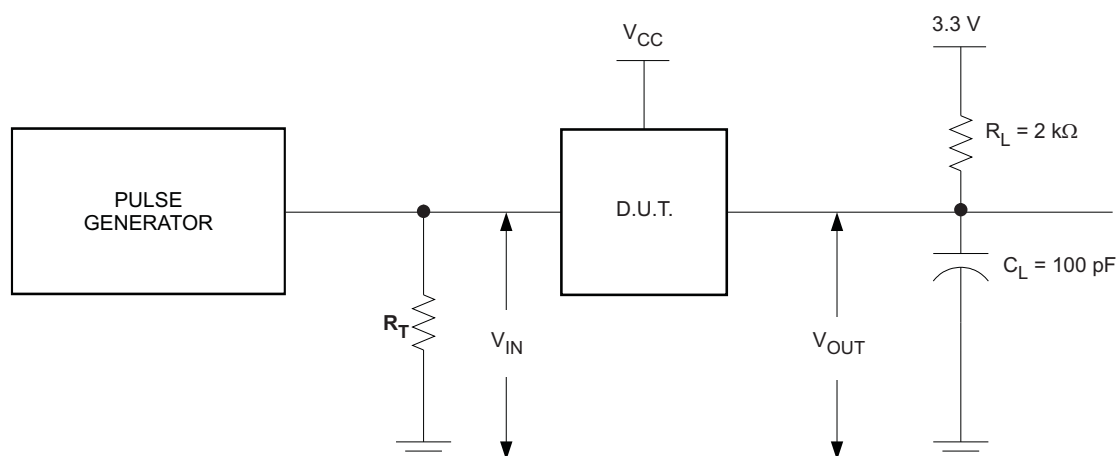 3.3 V
V_CC
R_L = 2 kΩ
PULSE
GENERATOR
D.U.T.
C_L = 100 pF
R_T
V_IN
V_OUT